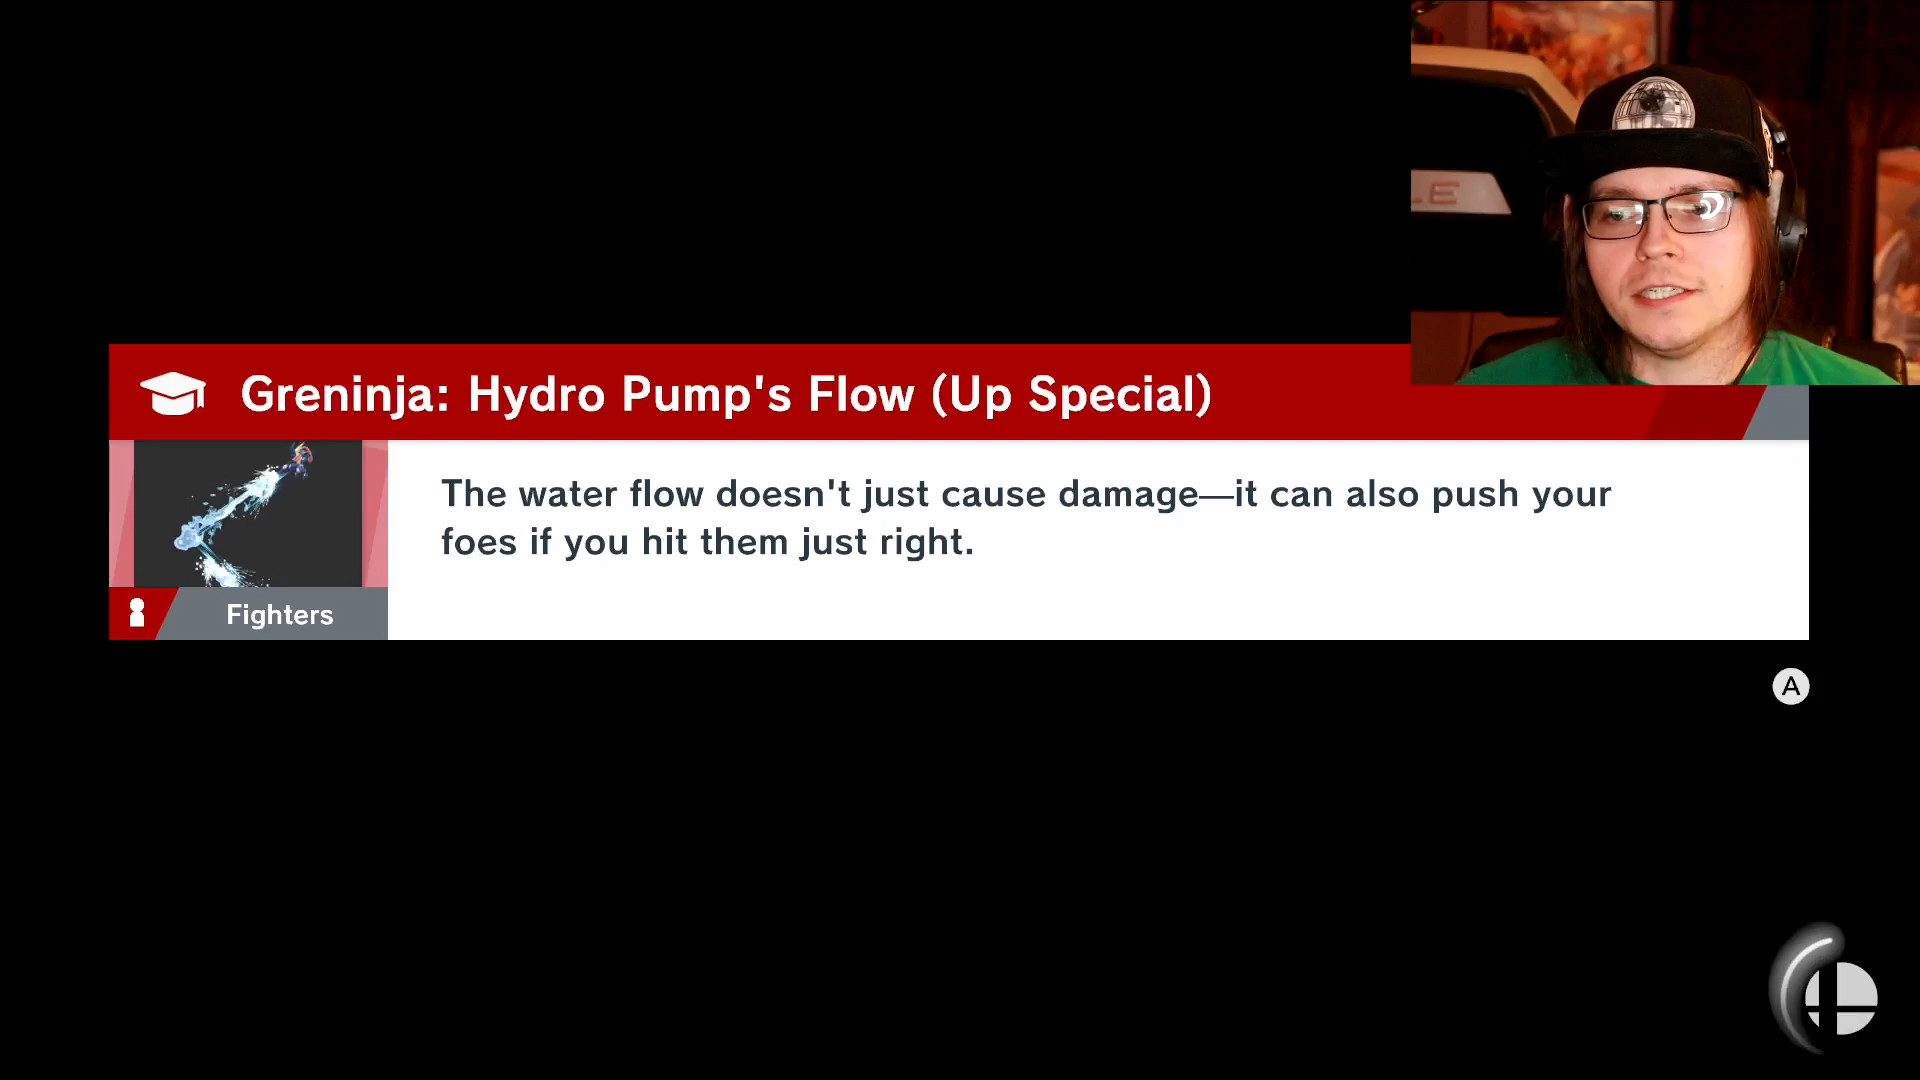 LE
Greninja: Hydro Pump's Flow (Up Special)
The water flow doesn't just cause damage—it can also push your
foes if you hit them just right.
Fighters
A